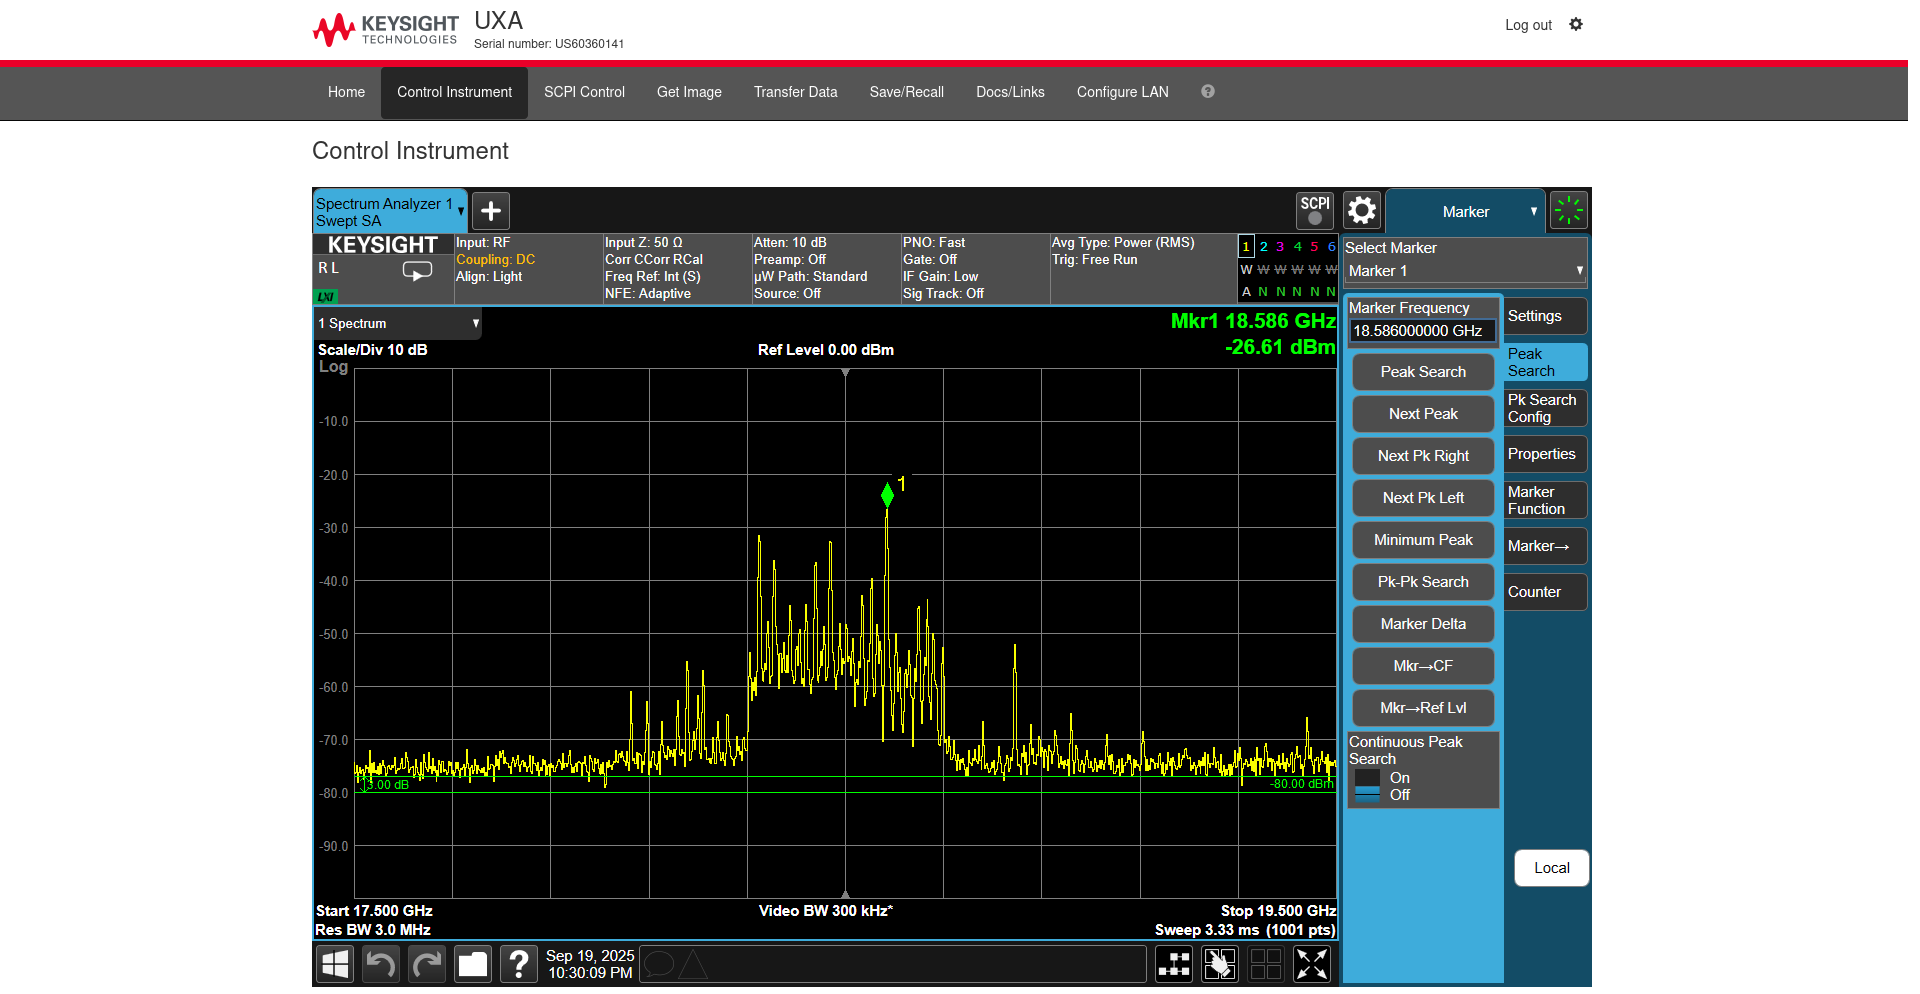 KEYSIGHT
TECHNOLOGIES
UXA
Serial number: US60360141
Log out
Home
Control Instrument
SCPI Control
Get Image
Transfer Data
Save/Recall
Docs/Links
Configure LAN
?
Control Instrument
Spectrum Analyzer 1
Swept SA
SCPI
Marker
KEYSIGHT
R L
LXI
Input: RF
Coupling: DC
Align: Light
Input Z: 50 Ω
Corr CCorr RCal
Freq Ref: Int (S)
NFE: Adaptive
Atten: 10 dB
Preamp: Off
µW Path: Standard
Source: Off
PNO: Fast
Gate: Off
IF Gain: Low
Sig Track: Off
Avg Type: Power (RMS)
Trig: Free Run
1 2 3 4 5 6
W W W W W W
A N N N N N
Select Marker
Marker 1
1 Spectrum
Scale/Div 10 dB
Log
Ref Level 0.00 dBm
Mkr1 18.586 GHz
-26.61 dBm
-10.0
-20.0
-30.0
-40.0
-50.0
-60.0
-70.0
-80.0
-90.0
1
3.00 dB
-80.00 dBm
Start 17.500 GHz
Res BW 3.0 MHz
Video BW 300 kHz*
Stop 19.500 GHz
Sweep 3.33 ms (1001 pts)
Marker Frequency
18.586000000 GHz
Peak Search
Next Peak
Next Pk Right
Next Pk Left
Minimum Peak
Pk-Pk Search
Marker Delta
Mkr→CF
Mkr→Ref Lvl
Continuous Peak
Search
On
Off
Settings
Peak
Search
Pk Search
Config
Properties
Marker
Function
Marker→
Counter
Local
?
Sep 19, 2025
10:30:09 PM